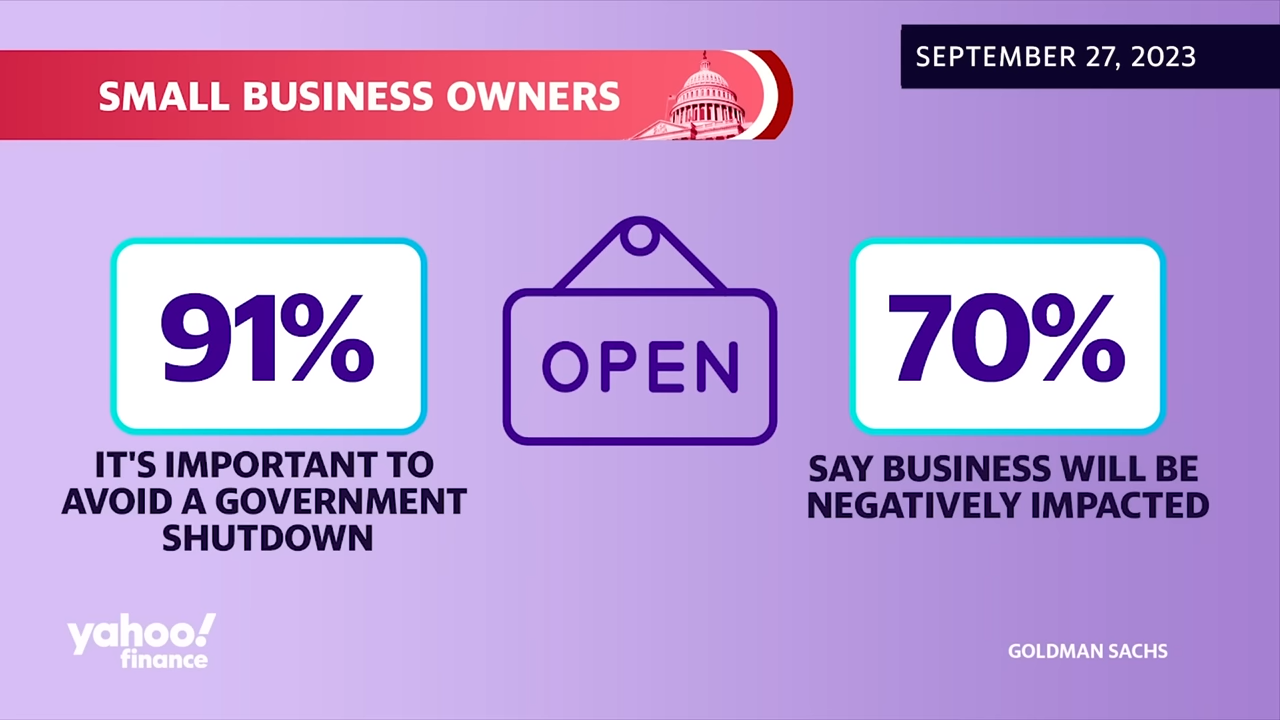 SEPTEMBER 27, 2023
SMALL BUSINESS OWNERS
91%
IT'S IMPORTANT TO
AVOID A GOVERNMENT
SHUTDOWN
OPEN
70%
SAY BUSINESS WILL BE
NEGATIVELY IMPACTED
yahoo!
finance
GOLDMAN SACHS